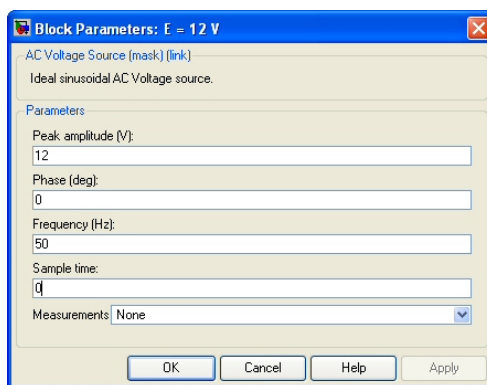 Block Parameters: E = 12 V
AC Voltage Source (mask) (link)
Ideal sinusoidal AC Voltage source.
Parameters
Peak amplitude (V):
12
Phase (deg):
0
Frequency (Hz):
50
Sample time:
0
Measurements None
OK Cancel Help Apply